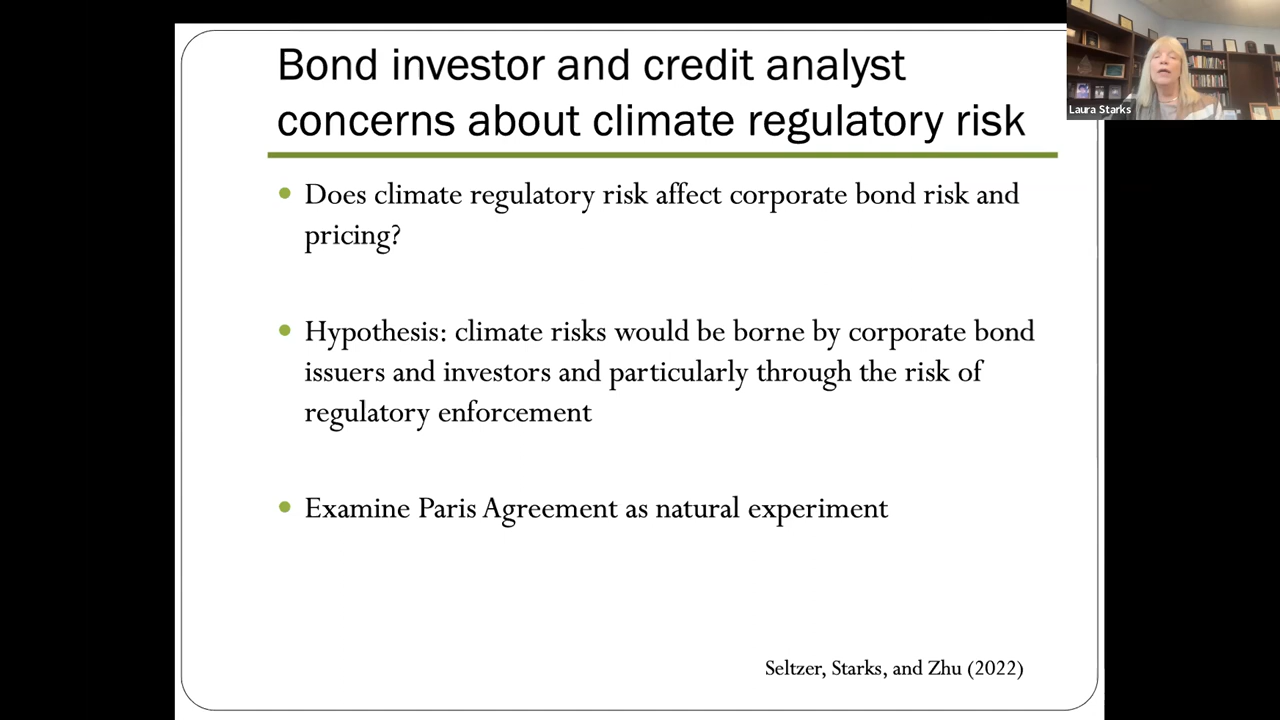 Bond investor and credit analyst
concerns about climate regulatory risk
Laura Starks
• Does climate regulatory risk affect corporate bond risk and
pricing?
• Hypothesis: climate risks would be borne by corporate bond
issuers and investors and particularly through the risk of
regulatory enforcement
• Examine Paris Agreement as natural experiment
Seltzer, Starks, and Zhu (2022)